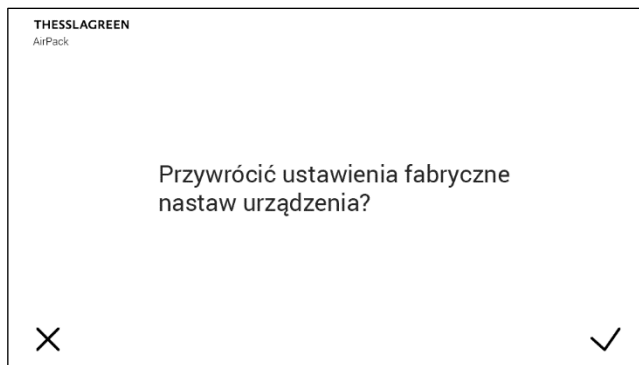 THESSLAGREEN
AirPack
Przywrócić ustawienia fabryczne
nastaw urządzenia?